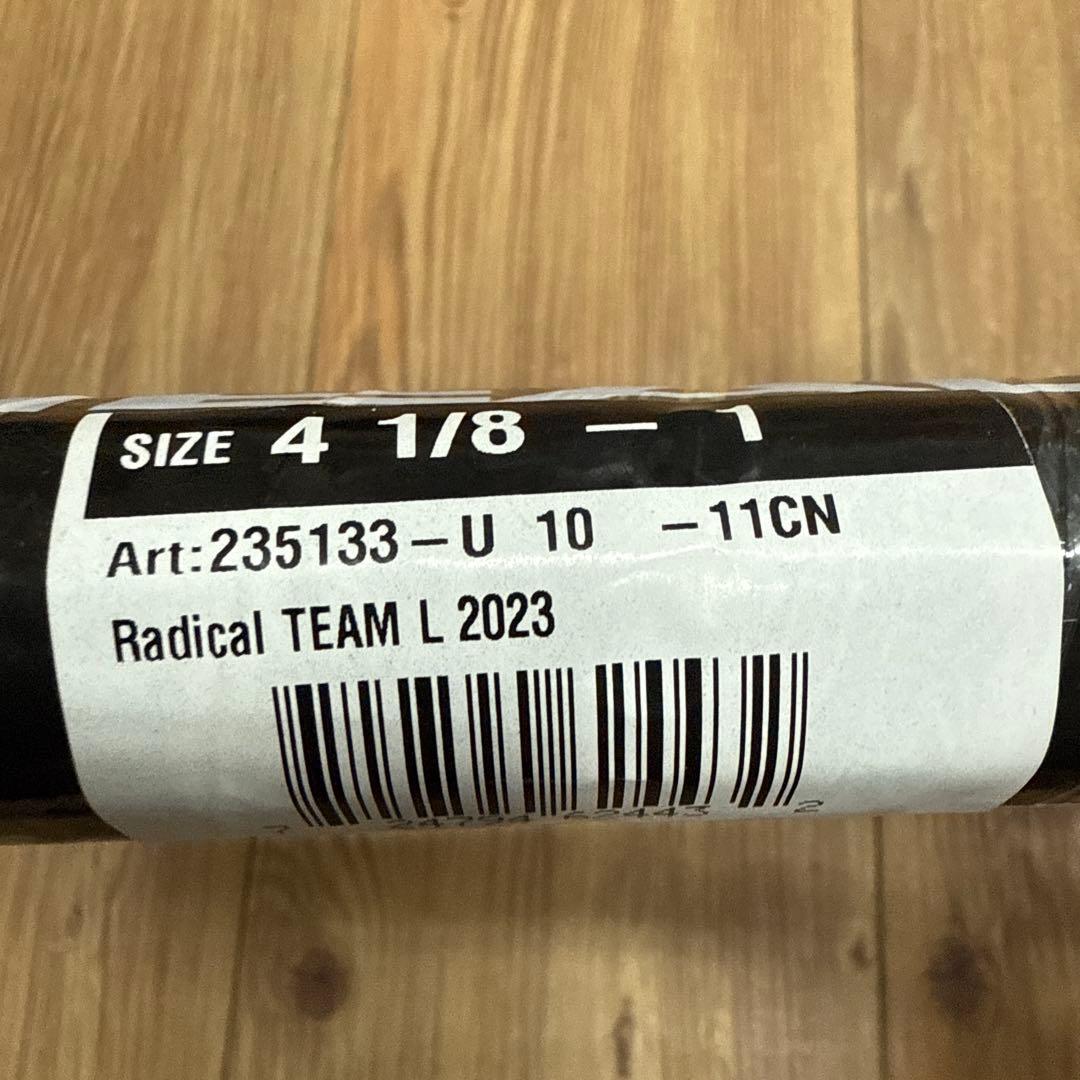 SIZE 4 1/8 — 1
Art:235133-U 10 -11CN
Radical TEAM L 2023